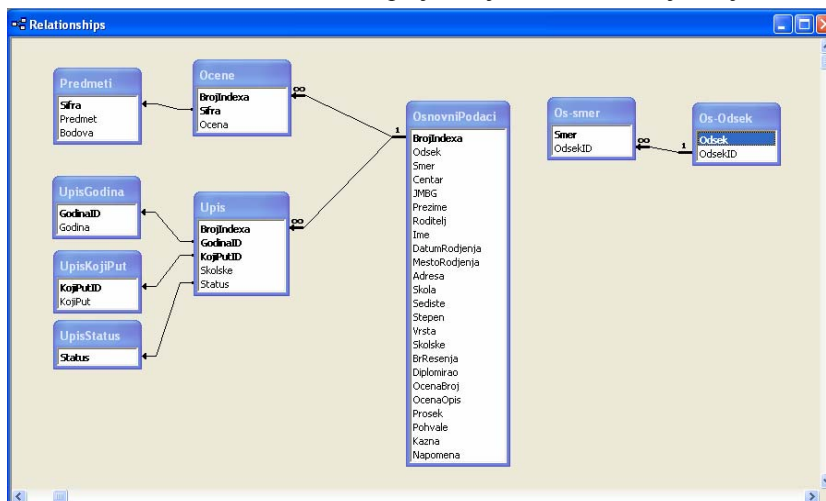 Relationships
Predmeti
Sifra
Predmet
Bodova
Ocene
BrojIndexa
Sifra
Ocena
UpisGodina
GodinaID
Godina
UpisKojiPut
KojiPutID
KojiPut
UpisStatus
Status
Upis
BrojIndexa
GodinaID
KojiPutID
Skolske
Status
∞
∞
1
OsnovniPodaci
BrojIndexa
Odsek
Smer
Centar
JMBG
Prezime
Roditelj
Ime
DatumRodjenja
MestoRodjenja
Adresa
Skola
Sediste
Stepen
Vrsta
Skolske
BrResenja
Diplomirao
OcenaBroj
OcenaOpis
Prosek
Pohvale
Kazna
Napomena
Os-smer
Smer
OdsekID
∞
1
Os-Odsek
Odsek
OdsekID